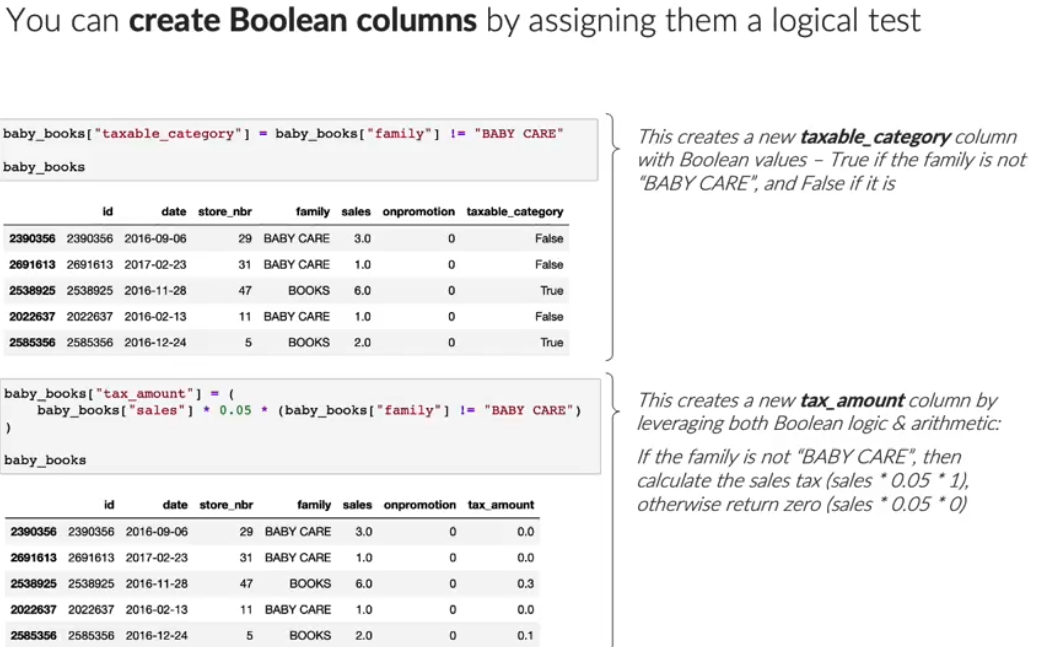 You can create Boolean columns by assigning them a logical test
baby_books["taxable_category"] = baby_books["family"] != "BABY CARE"
baby_books
id date store_nbr family sales onpromotion taxable_category
2390356 2390356 2016-09-06 29 BABY CARE 3.0 0 False
2691613 2691613 2017-02-23 31 BABY CARE 1.0 0 False
2538925 2538925 2016-11-28 47 BOOKS 6.0 0 True
2022637 2022637 2016-02-13 11 BABY CARE 1.0 0 False
2585356 2585356 2016-12-24 5 BOOKS 2.0 0 True
This creates a new taxable_category column
with Boolean values – True if the family is not
"BABY CARE", and False if it is
baby_books["tax_amount"] = (
baby_books["sales"] * 0.05 * (baby_books["family"] != "BABY CARE")
)
baby_books
id date store_nbr family sales onpromotion tax_amount
2390356 2390356 2016-09-06 29 BABY CARE 3.0 0 0.0
2691613 2691613 2017-02-23 31 BABY CARE 1.0 0 0.0
2538925 2538925 2016-11-28 47 BOOKS 6.0 0 0.3
2022637 2022637 2016-02-13 11 BABY CARE 1.0 0 0.0
2585356 2585356 2016-12-24 5 BOOKS 2.0 0 0.1
This creates a new tax_amount column by
leveraging both Boolean logic & arithmetic:
If the family is not "BABY CARE", then
calculate the sales tax (sales * 0.05 * 1),
otherwise return zero (sales * 0.05 * 0)